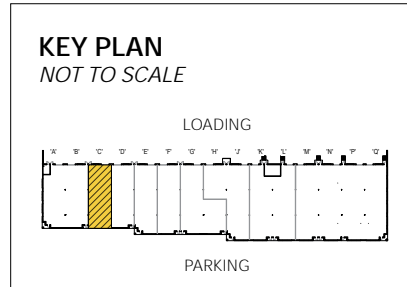 KEY PLAN
NOT TO SCALE
LOADING
'A' 'B' 'C' 'D' 'E' 'F' 'G' 'H' 'J' 'K' 'L' 'M' 'N' 'P' 'Q'
PARKING